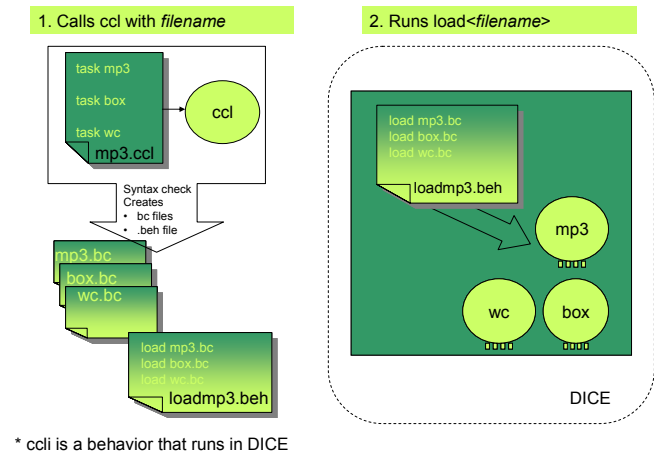 1. Calls ccl with filename
task mp3
task box
task wc
mp3.ccl
ccl
Syntax check
Creates
• bc files
• .beh file
mp3.bc
box.bc
wc.bc
load mp3.bc
load box.bc
load wc.bc
loadmp3.beh
* ccli is a behavior that runs in DICE
2. Runs load<filename>
load mp3.bc
load box.bc
load wc.bc
loadmp3.beh
mp3
wc
box
DICE